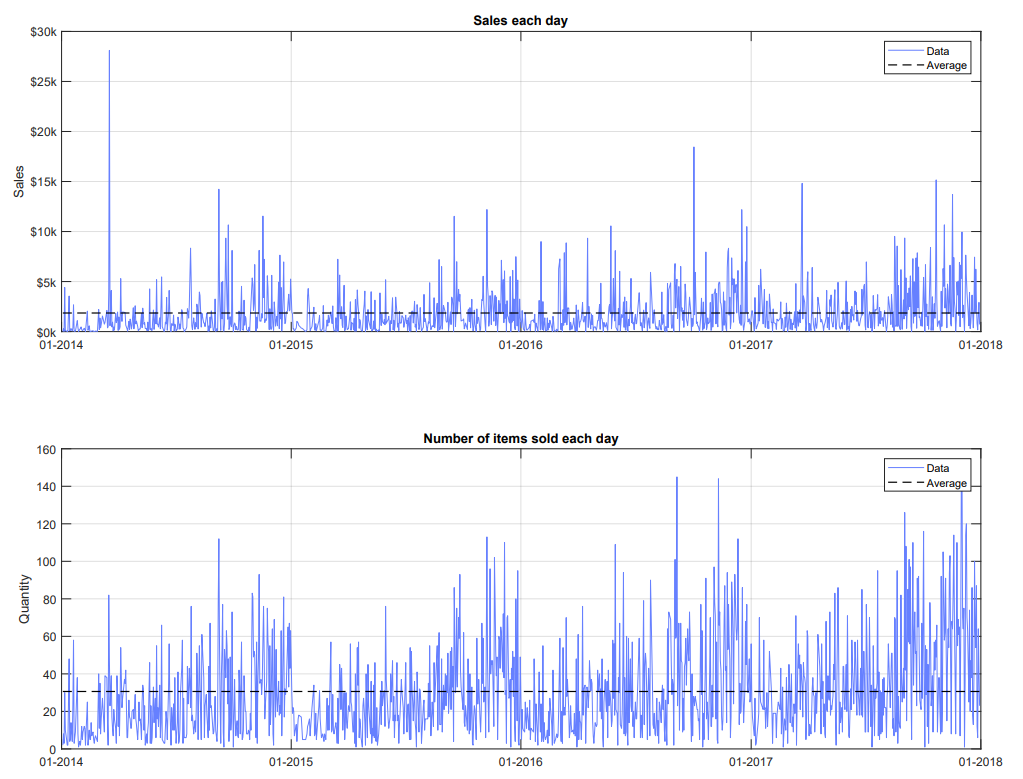 Sales each day
$30k
$25k
$20k
$15k
$10k
$5k
$0k
Sales
Data
Average
01-2014
01-2015
01-2016
01-2017
01-2018
Number of items sold each day
160
140
120
100
80
60
40
20
0
Quantity
Data
Average
01-2014
01-2015
01-2016
01-2017
01-2018